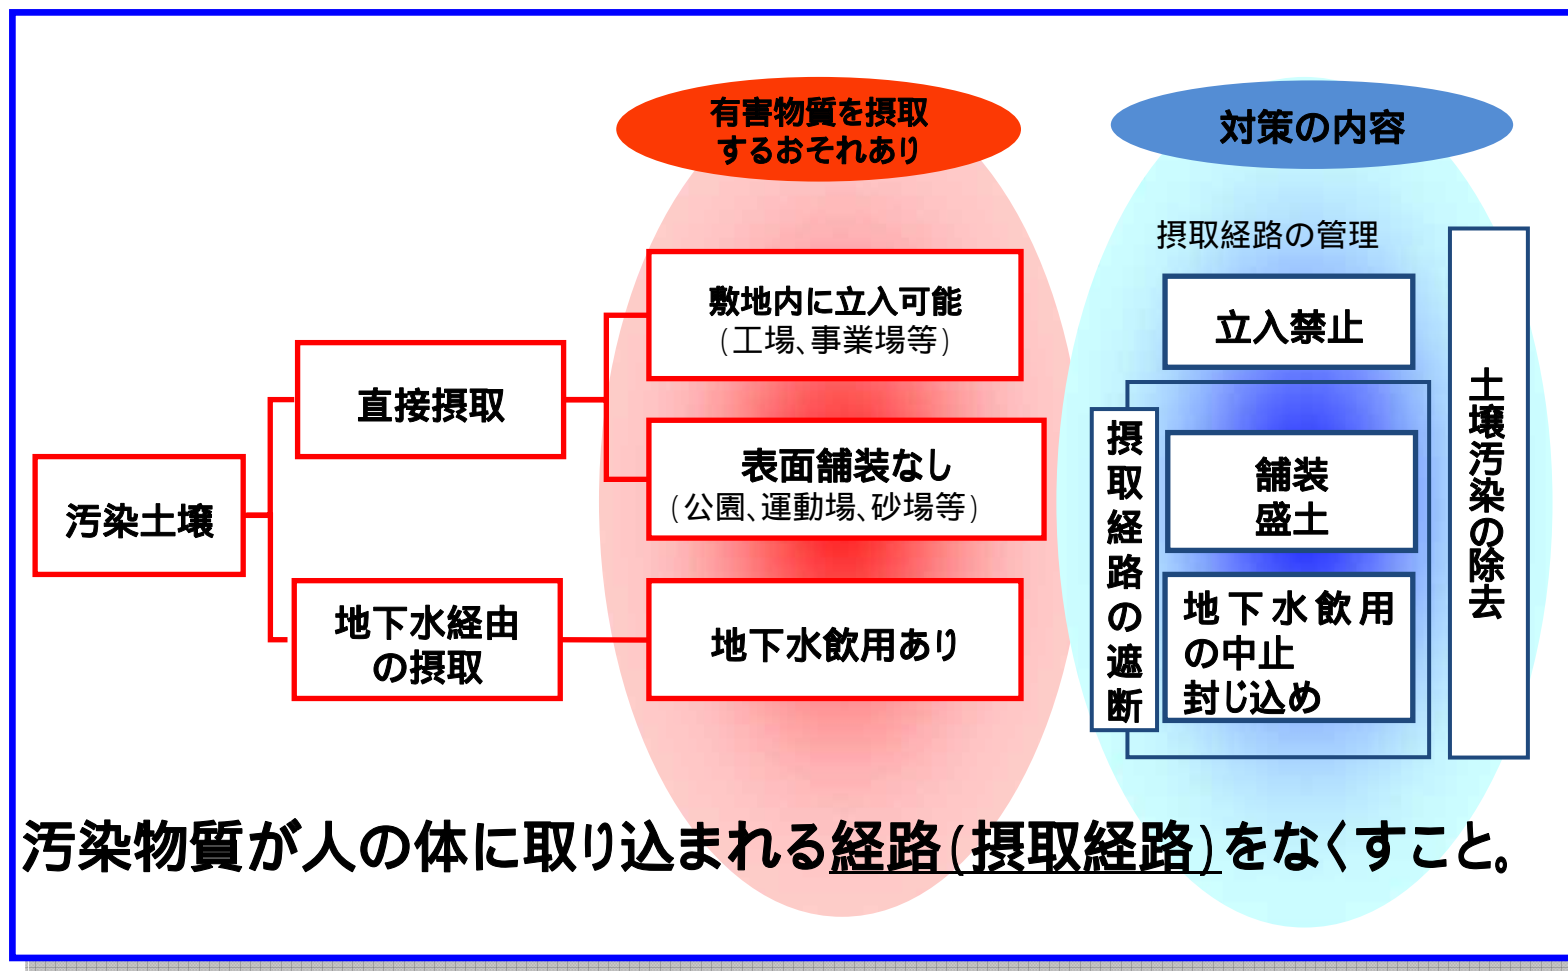 有害物質を摂取
するおそれあり
対策の内容
摂取経路の管理
敷地内に立入可能
(工場、事業場等)
立入禁止
直接摂取
表面舗装なし
(公園、運動場、砂場等)
摂取経路の遮断
舗装
盛土
土壌汚染の除去
汚染土壌
地下水経由
の摂取
地下水飲用あり
地下水飲用
の中止
封じ込め
汚染物質が人の体に取り込まれる経路(摂取経路)をなくすこと。